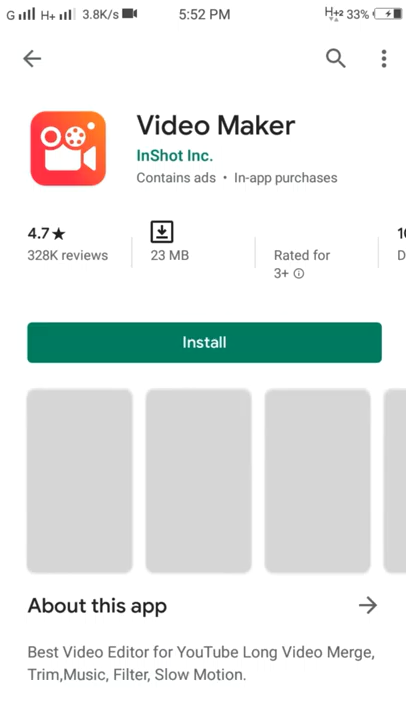 G H+ 3.8K/s 5:52 PM H+2 33%
Video Maker
InShot Inc.
Contains ads • In-app purchases
4.7★
328K reviews
23 MB
Rated for
3+
Install
About this app
Best Video Editor for YouTube Long Video Merge,
Trim,Music, Filter, Slow Motion.